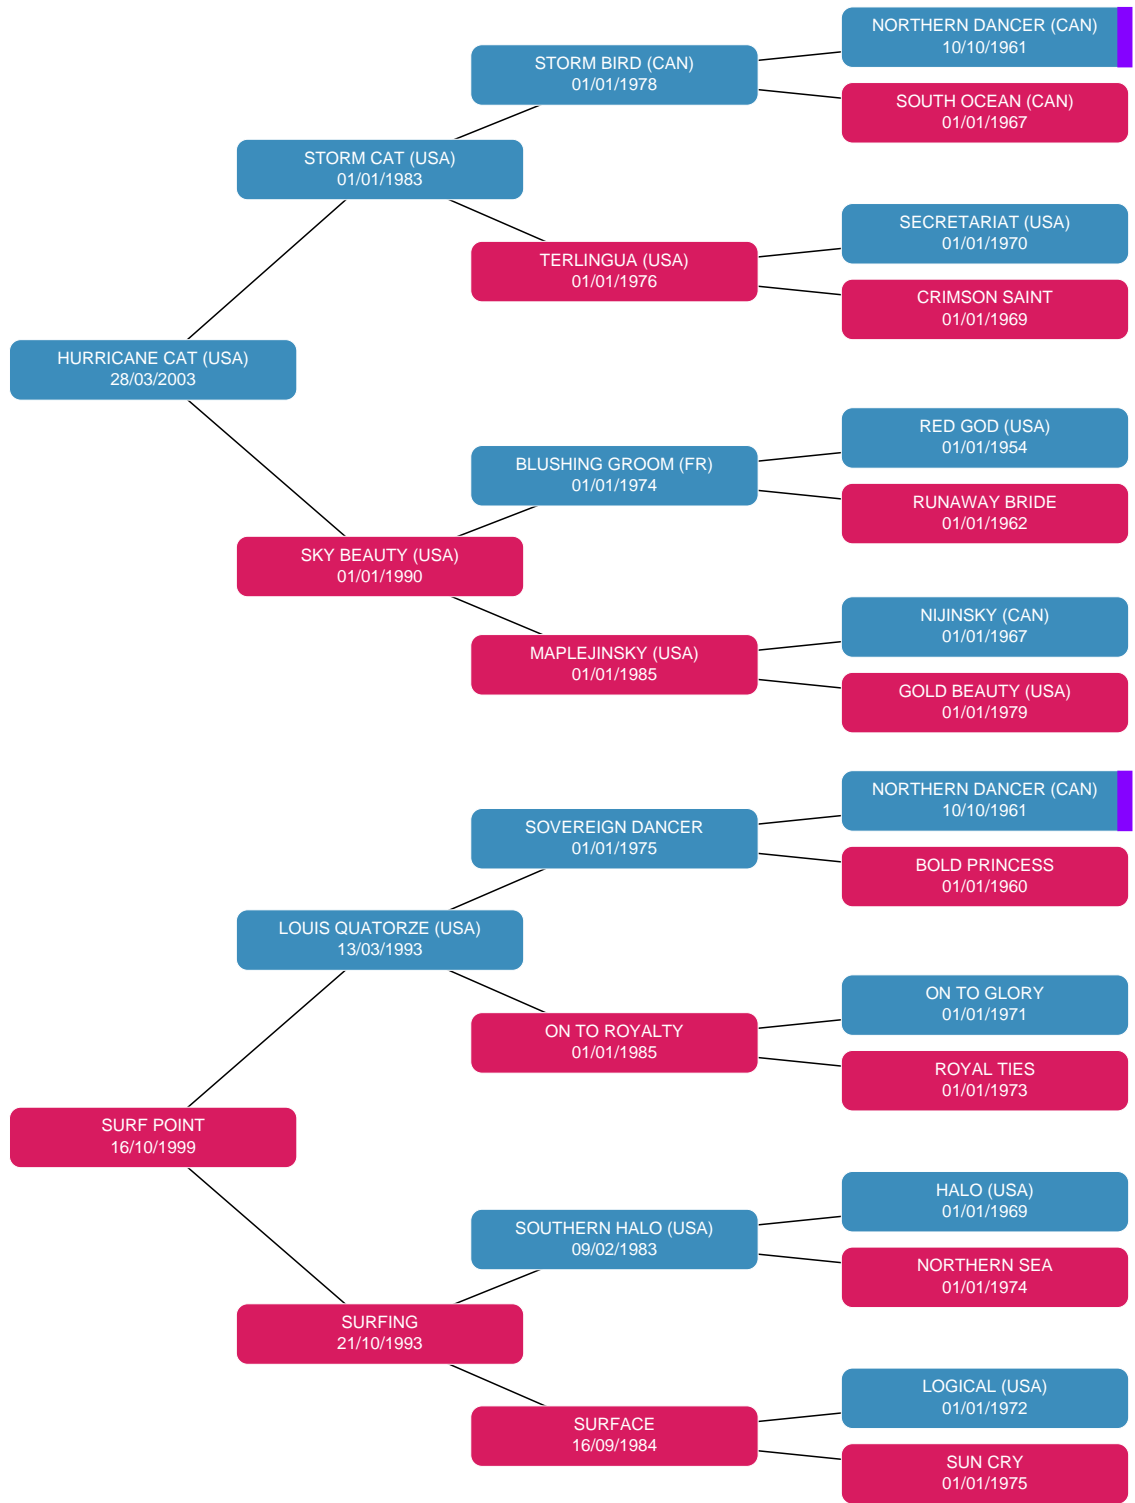 NORTHERN DANCER (CAN)
10/10/1961
STORM BIRD (CAN)
01/01/1978
SOUTH OCEAN (CAN)
01/01/1967
STORM CAT (USA)
01/01/1983
SECRETARIAT (USA)
01/01/1970
TERLINGUA (USA)
01/01/1976
CRIMSON SAINT
01/01/1969
HURRICANE CAT (USA)
28/03/2003
RED GOD (USA)
01/01/1954
BLUSHING GROOM (FR)
01/01/1974
RUNAWAY BRIDE
01/01/1962
SKY BEAUTY (USA)
01/01/1990
NIJINSKY (CAN)
01/01/1967
MAPLEJINSKY (USA)
01/01/1985
GOLD BEAUTY (USA)
01/01/1979
NORTHERN DANCER (CAN)
10/10/1961
SOVEREIGN DANCER
01/01/1975
BOLD PRINCESS
01/01/1960
LOUIS QUATORZE (USA)
13/03/1993
ON TO GLORY
01/01/1971
ON TO ROYALTY
01/01/1985
ROYAL TIES
01/01/1973
SURF POINT
16/10/1999
HALO (USA)
01/01/1969
SOUTHERN HALO (USA)
09/02/1983
NORTHERN SEA
01/01/1974
SURFING
21/10/1993
LOGICAL (USA)
01/01/1972
SURFACE
16/09/1984
SUN CRY
01/01/1975